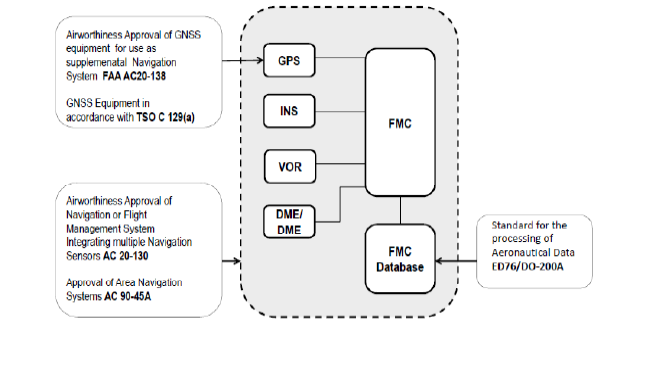 Airworthiness Approval of GNSS
equipment for use as
supplemenatal Navigation
System FAA AC20-138
GNSS Equipment in
accordance with TSO C 129(a)
GPS
INS
VOR
DME/
DME
FMC
FMC
Database
Airworthiness Approval of
Navigation or Flight
Management System
Integrating multiple Navigation
Sensors AC 20-130
Approval of Area Navigation
Systems AC 90-45A
Standard for the
processing of
Aeronautical Data
ED76/DO-200A